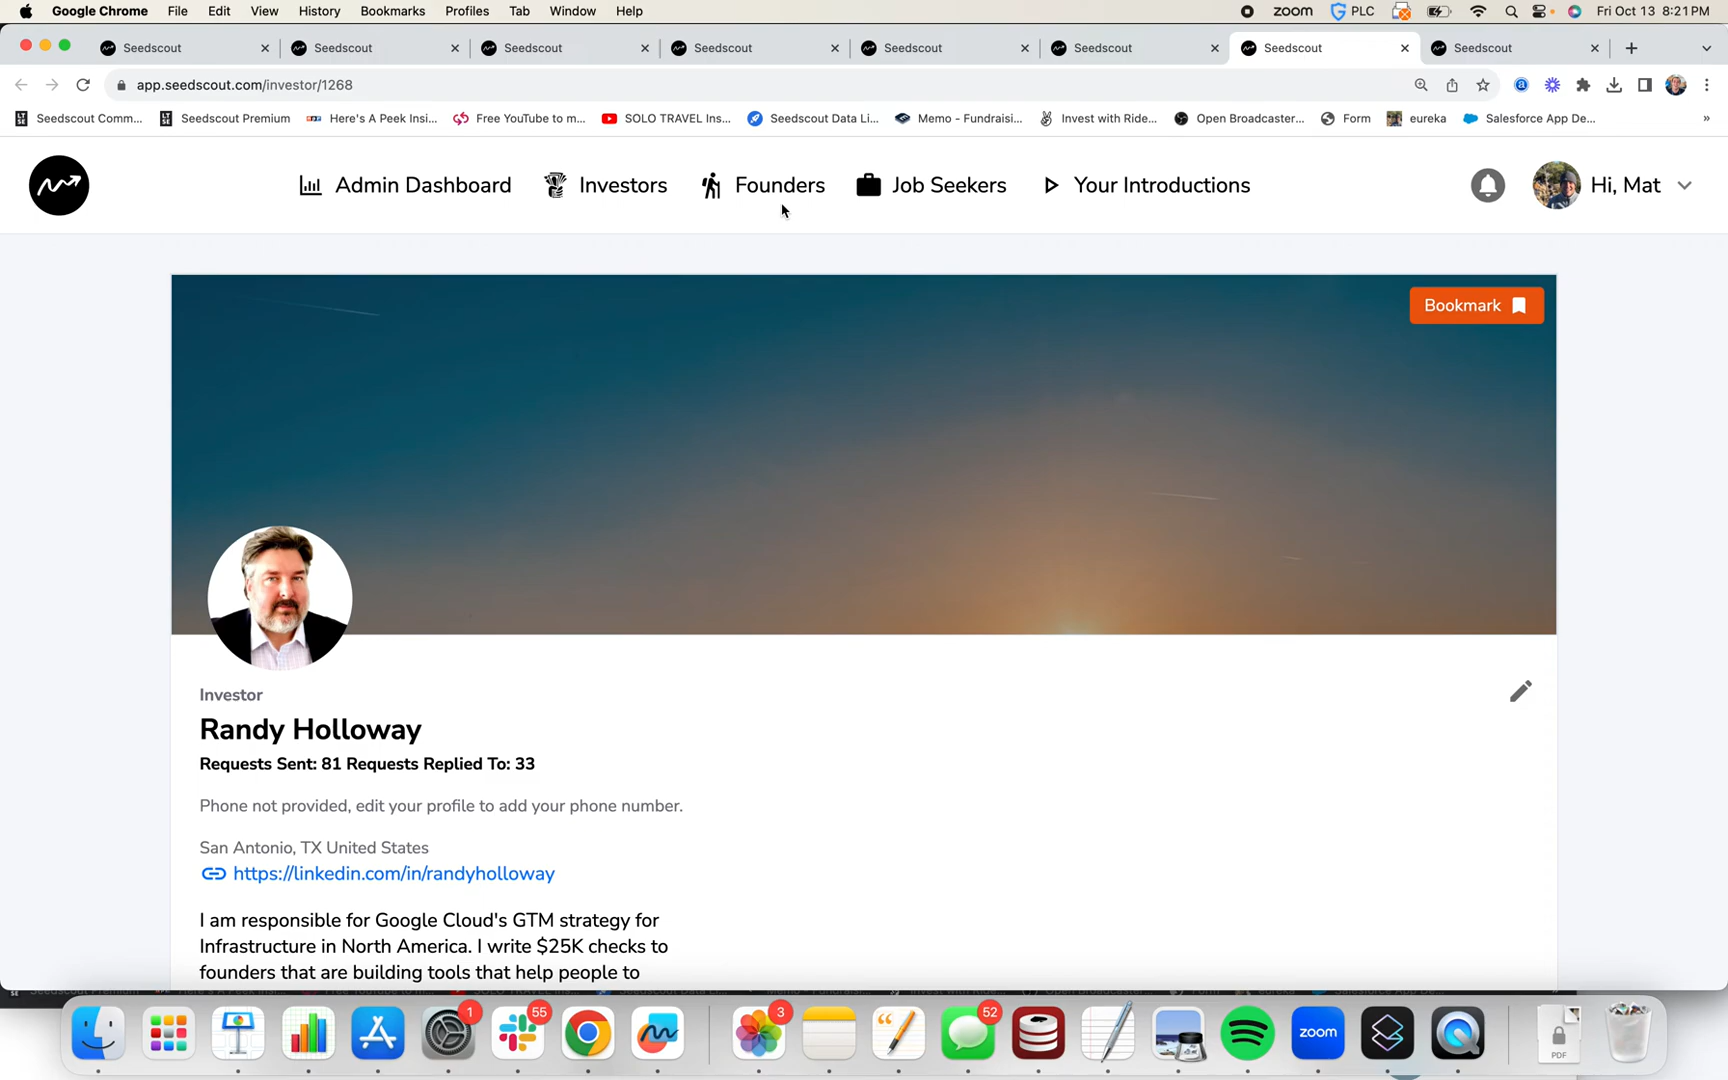 Google Chrome File Edit View History Bookmarks Profiles Tab Window Help zoom PLC Fri Oct 13 8:21 PM
Seedscout Seedscout Seedscout Seedscout Seedscout Seedscout Seedscout Seedscout
app.seedscout.com/investor/1268
Seedscout Comm... Seedscout Premium Here's A Peek Insi... Free YouTube to m... SOLO TRAVEL Ins... Seedscout Data Li... Memo - Fundraisi... Invest with Ride... Open Broadcaster... Form eureka Salesforce App De... »
Admin Dashboard Investors Founders Job Seekers Your Introductions Hi, Mat
Bookmark
Investor
Randy Holloway
Requests Sent: 81 Requests Replied To: 33
Phone not provided, edit your profile to add your phone number.
San Antonio, TX United States
https://linkedin.com/in/randyholloway
I am responsible for Google Cloud's GTM strategy for
Infrastructure in North America. I write $25K checks to
founders that are building tools that help people to
1 55 3 52 zoom PDF